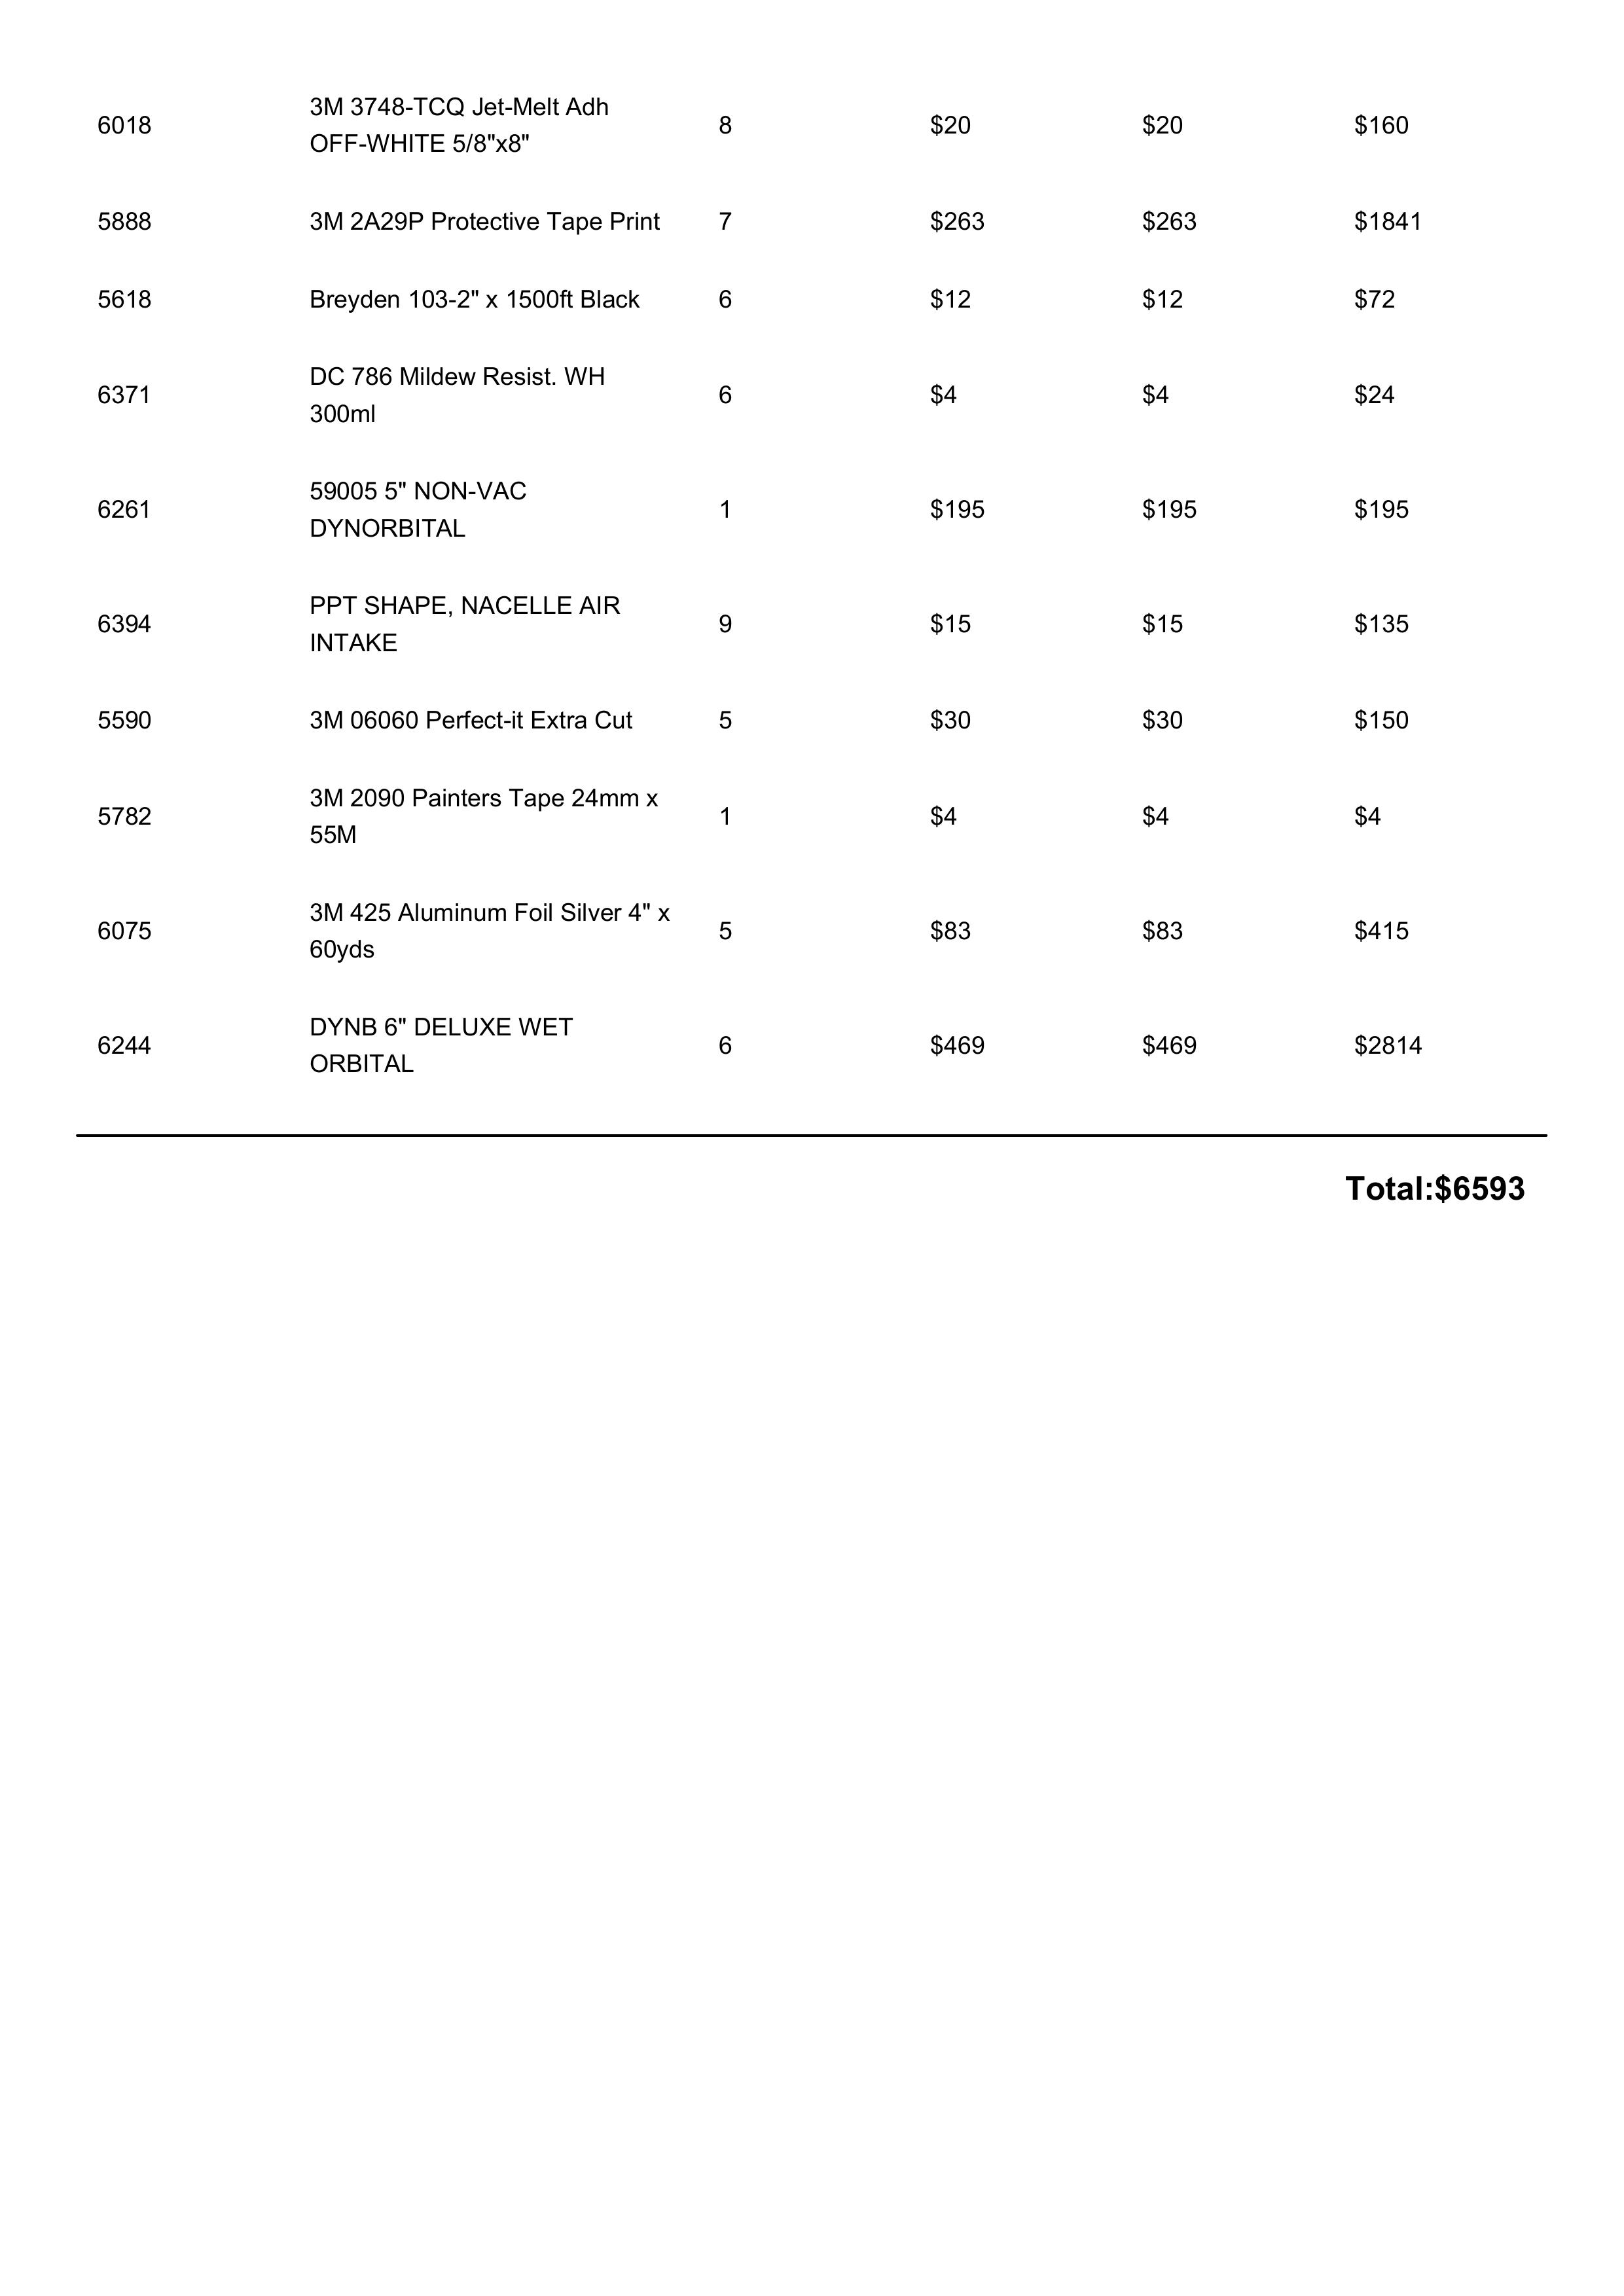 6018 3M 3748-TCQ Jet-Melt Adh 8 $20 $20 $160
OFF-WHITE 5/8"x8"
5888 3M 2A29P Protective Tape Print 7 $263 $263 $1841
5618 Breyden 103-2" x 1500ft Black 6 $12 $12 $72
6371 DC 786 Mildew Resist. WH 6 $4 $4 $24
300ml
6261 59005 5" NON-VAC 1 $195 $195 $195
DYNORBITAL
6394 PPT SHAPE, NACELLE AIR 9 $15 $15 $135
INTAKE
5590 3M 06060 Perfect-it Extra Cut 5 $30 $30 $150
5782 3M 2090 Painters Tape 24mm x 1 $4 $4 $4
55M
6075 3M 425 Aluminum Foil Silver 4" x 5 $83 $83 $415
60yds
6244 DYNB 6" DELUXE WET 6 $469 $469 $2814
ORBITAL
Total:$6593